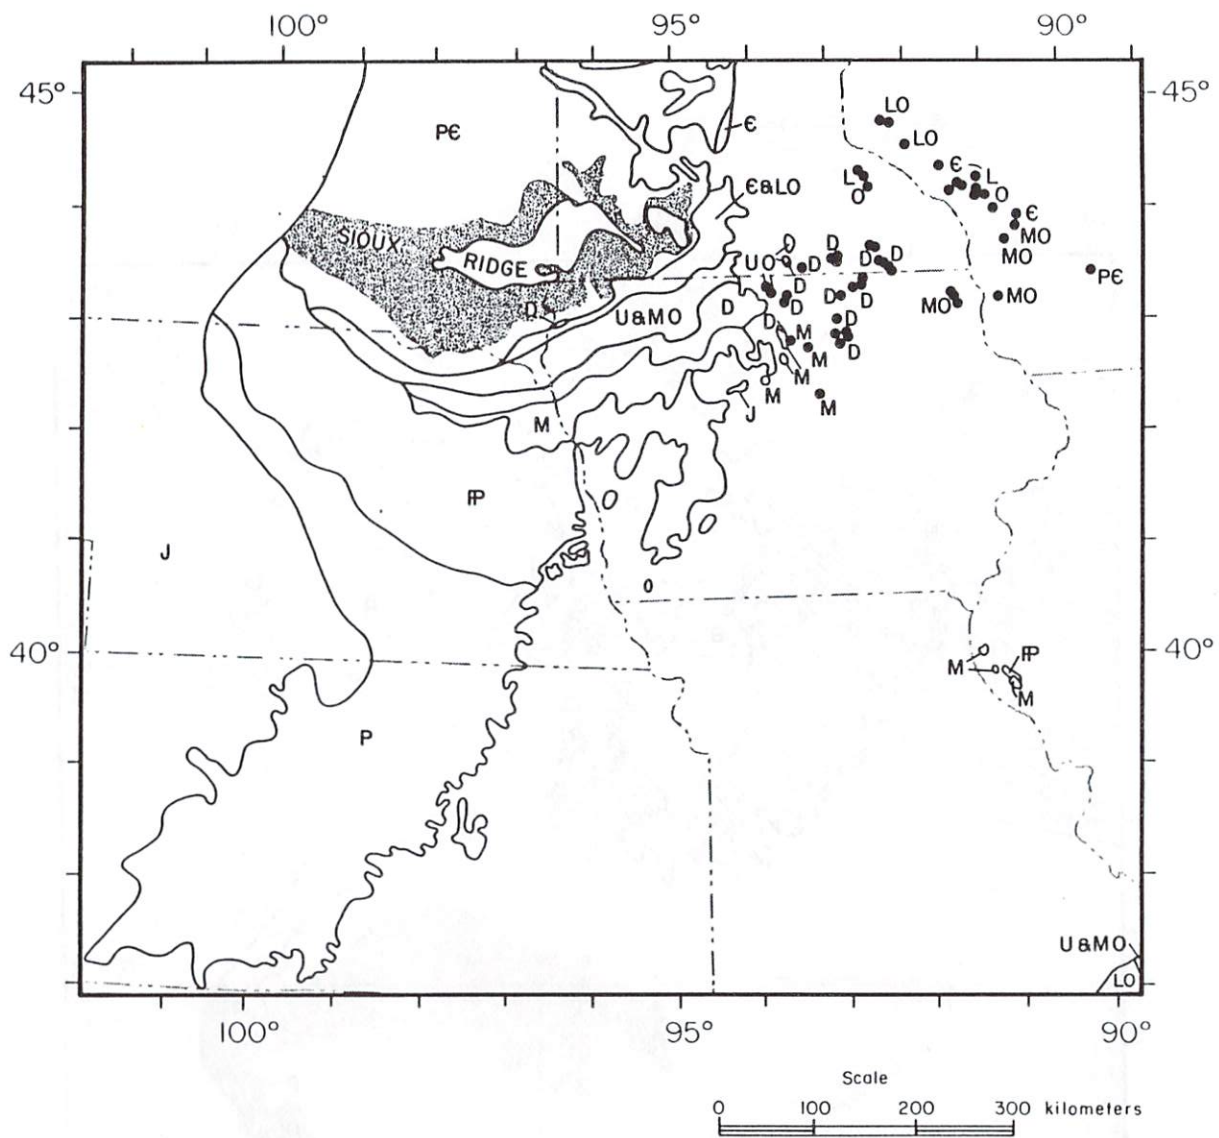 100° 95° 90°
45° 45°
LO
PЄ Є
LO
Є L
Є&LO L O
O Є
SIOUX D D MO
RIDGE UO D D D MO PЄ
D D D D MO MO
U&MO D D D
D M D
M M
M J M
M
ⅠP
J
40° 40°
M ⅠP
M
P
U&MO
LO
100° 95° 90°
Scale
0 100 200 300 kilometers